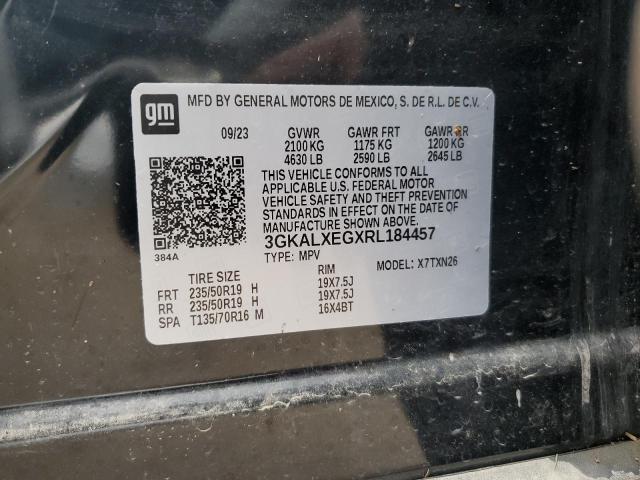 gm
MFD BY GENERAL MOTORS DE MEXICO, S. DE R.L. DE C.V.
09/23 GVWR GAWR FRT GAWR RR
2100 KG 1175 KG 1200 KG
4630 LB 2590 LB 2645 LB
THIS VEHICLE CONFORMS TO ALL
APPLICABLE U.S. FEDERAL MOTOR
VEHICLE SAFETY AND THEFT PREVENTION
STANDARDS IN EFFECT ON THE DATE OF
MANUFACTURE SHOWN ABOVE.
384A
3GKALXEGXRL184457
TYPE: MPV MODEL: X7TXN26
TIRE SIZE RIM
FRT 235/50R19 H 19X7.5J
RR 235/50R19 H 19X7.5J
SPA T135/70R16 M 16X4BT